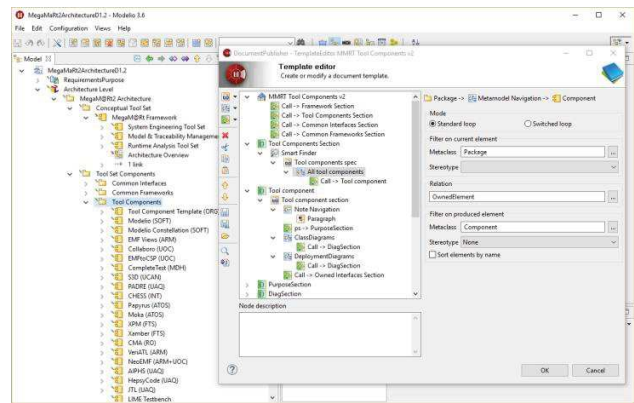 MegaMaRt2ArchitectureD1.2 - Modelio 3.6
File Edit Configuration Views Help
Model
MegaMaRt2ArchitectureD1.2
RequirementsPurpose
Architecture Level
MegaM@Rt2 Architecture
Conceptual Tool Set
MegaM@Rt Framework
System Engineering Tool Set
Model & Traceability Manageme
Runtime Analysis Tool Set
Architecture Overview
1 link
Tool Set Components
Common Interfaces
Common Frameworks
Tool Components
Tool Component Template (ORG
Modelio (SOFT)
Modelio Constellation (SOFT)
EMF Views (ARM)
Collaboro (UOC)
EMFtoCSP (UOC)
CompleteTest (MDH)
S3D (UCAN)
PADRE (UAQ)
CHESS (INT)
Papyrus (ATOS)
Moka (ATOS)
XPM (FTS)
Xamber (FTS)
CMA (RO)
VeriATL (ARM)
NeoEMF (ARM+UOC)
AIPHS (UAQ)
HepsyCode (UAQ)
JTL (UAQ)
LIME Testbench
DocumentPublisher - TemplateEditor MMRT Tool Components v2
Template editor
Create or modify a document template.
MMRT Tool Components v2
Call -> Framework Section
Call -> Tool Components Section
Call -> Common Interfaces Section
Call -> Common Frameworks Section
Tool Components Section
Smart Finder
Tool components spec
All tool components
Call -> Tool component
Tool component
Tool component section
Note Navigation
Paragraph
ps-> PurposeSection
ClassDiagrams
Call -> DiagSection
DeploymentDiagrams
Call -> DiagSection
Call -> Owned Interfaces Section
PurposeSection
DiagSection
Node description
Package -> Metamodel Navigation -> Component
Mode
Standard loop Switched loop
Filter on current element
Metaclass Package ...
Stereotype
Relation
OwnedElement ...
Filter on produced element
Metaclass Component ...
Stereotype None
Sort elements by name
OK Cancel